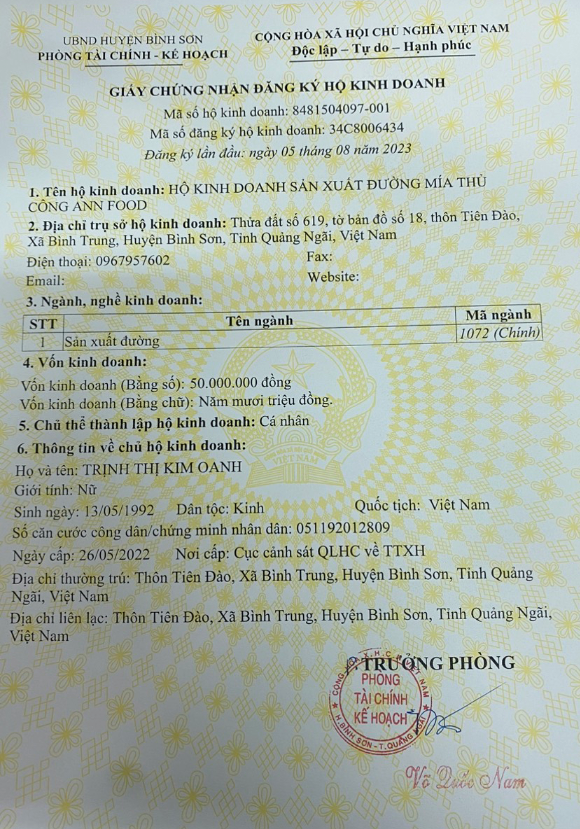 UBND HUYỆN BÌNH SƠN
PHÒNG TÀI CHÍNH - KẾ HOẠCH
CỘNG HÒA XÃ HỘI CHỦ NGHĨA VIỆT NAM
Độc lập – Tự do – Hạnh phúc
GIẤY CHỨNG NHẬN ĐĂNG KÝ HỘ KINH DOANH
Mã số hộ kinh doanh: 8481504097-001
Mã số đăng ký hộ kinh doanh: 34C8006434
Đăng ký lần đầu: ngày 05 tháng 08 năm 2023
1. Tên hộ kinh doanh: HỘ KINH DOANH SẢN XUẤT ĐƯỜNG MÍA THỦ
CÔNG ANN FOOD
2. Địa chỉ trụ sở hộ kinh doanh: Thửa đất số 619, tờ bản đồ số 18, thôn Tiên Đào,
Xã Bình Trung, Huyện Bình Sơn, Tỉnh Quảng Ngãi, Việt Nam
Điện thoại: 0967957602 Fax:
Email: Website:
3. Ngành, nghề kinh doanh:
STT Tên ngành Mã ngành
1 Sản xuất đường 1072 (Chính)
4. Vốn kinh doanh:
Vốn kinh doanh (Bằng số): 50.000.000 đồng
Vốn kinh doanh (Bằng chữ): Năm mươi triệu đồng.
5. Chủ thể thành lập hộ kinh doanh: Cá nhân
6. Thông tin về chủ hộ kinh doanh:
Họ và tên: TRỊNH THỊ KIM OANH
Giới tính: Nữ
Sinh ngày: 13/05/1992 Dân tộc: Kinh Quốc tịch: Việt Nam
Số căn cước công dân/chứng minh nhân dân: 051192012809
Ngày cấp: 26/05/2022 Nơi cấp: Cục cảnh sát QLHC về TTXH
Địa chỉ thường trú: Thôn Tiên Đào, Xã Bình Trung, Huyện Bình Sơn, Tỉnh Quảng
Ngãi, Việt Nam
Địa chỉ liên lạc: Thôn Tiên Đào, Xã Bình Trung, Huyện Bình Sơn, Tỉnh Quảng Ngãi,
Việt Nam
TRƯỞNG PHÒNG
PHÒNG
TÀI CHÍNH
KẾ HOẠCH
H.BÌNH SƠN - T.QUẢNG NGÃI
Võ Quốc Nam